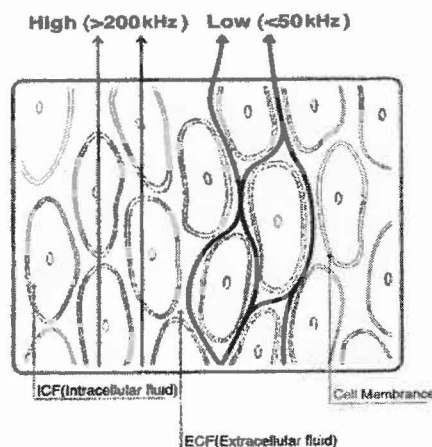 High (>200kHz) Low (<50kHz)
ICF(Intracellular fluid)
Cell Membrance
ECF(Extracellular fluid)